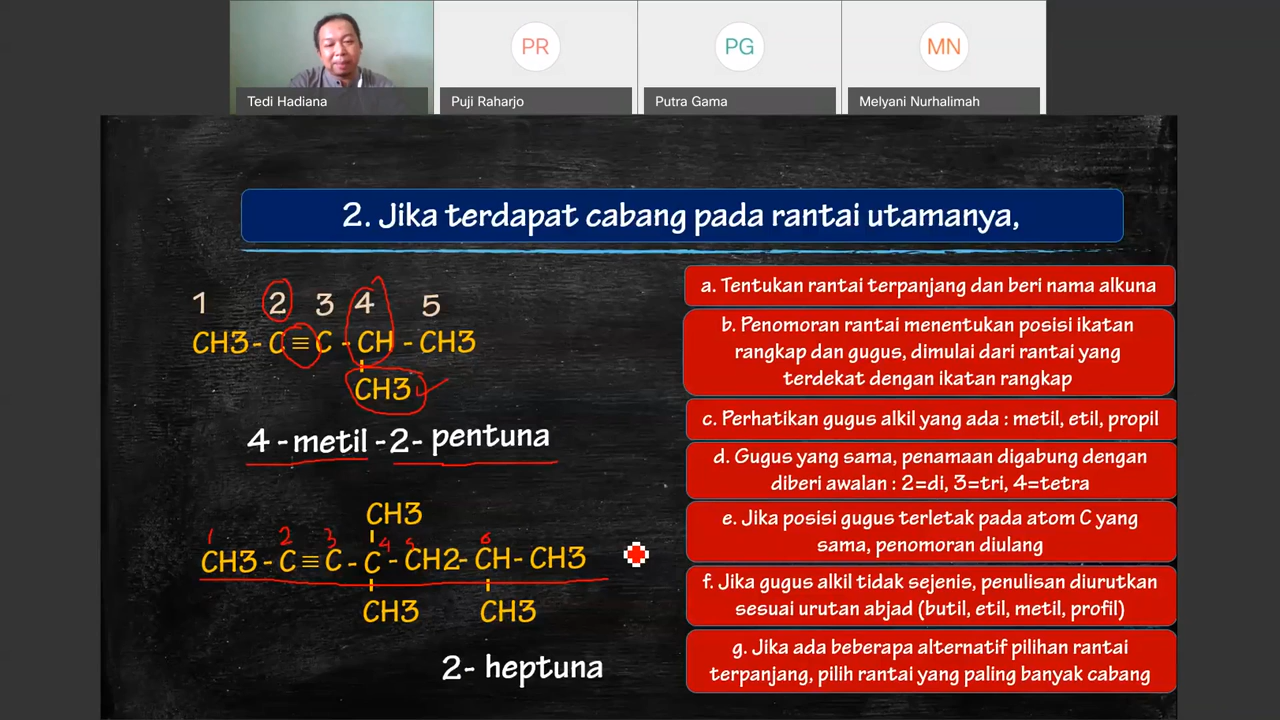 PR
PG
MN
Tedi Hadiana
Puji Raharjo
Putra Gama
Melyani Nurhalimah
2. Jika terdapat cabang pada rantai utamanya,
1 2 3 4 5
CH3 - C ≡ C - CH - CH3
CH3
4 - metil - 2 - pentuna
CH3
1 2 3 4 5 6
CH3 - C ≡ C - C - CH2 - CH - CH3
CH3 CH3
2 - heptuna
a. Tentukan rantai terpanjang dan beri nama alkuna
b. Penomoran rantai menentukan posisi ikatan
rangkap dan gugus, dimulai dari rantai yang
terdekat dengan ikatan rangkap
c. Perhatikan gugus alkil yang ada : metil, etil, propil
d. Gugus yang sama, penamaan digabung dengan
diberi awalan : 2=di, 3=tri, 4=tetra
e. Jika posisi gugus terletak pada atom C yang
sama, penomoran diulang
f. Jika gugus alkil tidak sejenis, penulisan diurutkan
sesuai urutan abjad (butil, etil, metil, profil)
g. Jika ada beberapa alternatif pilihan rantai
terpanjang, pilih rantai yang paling banyak cabang